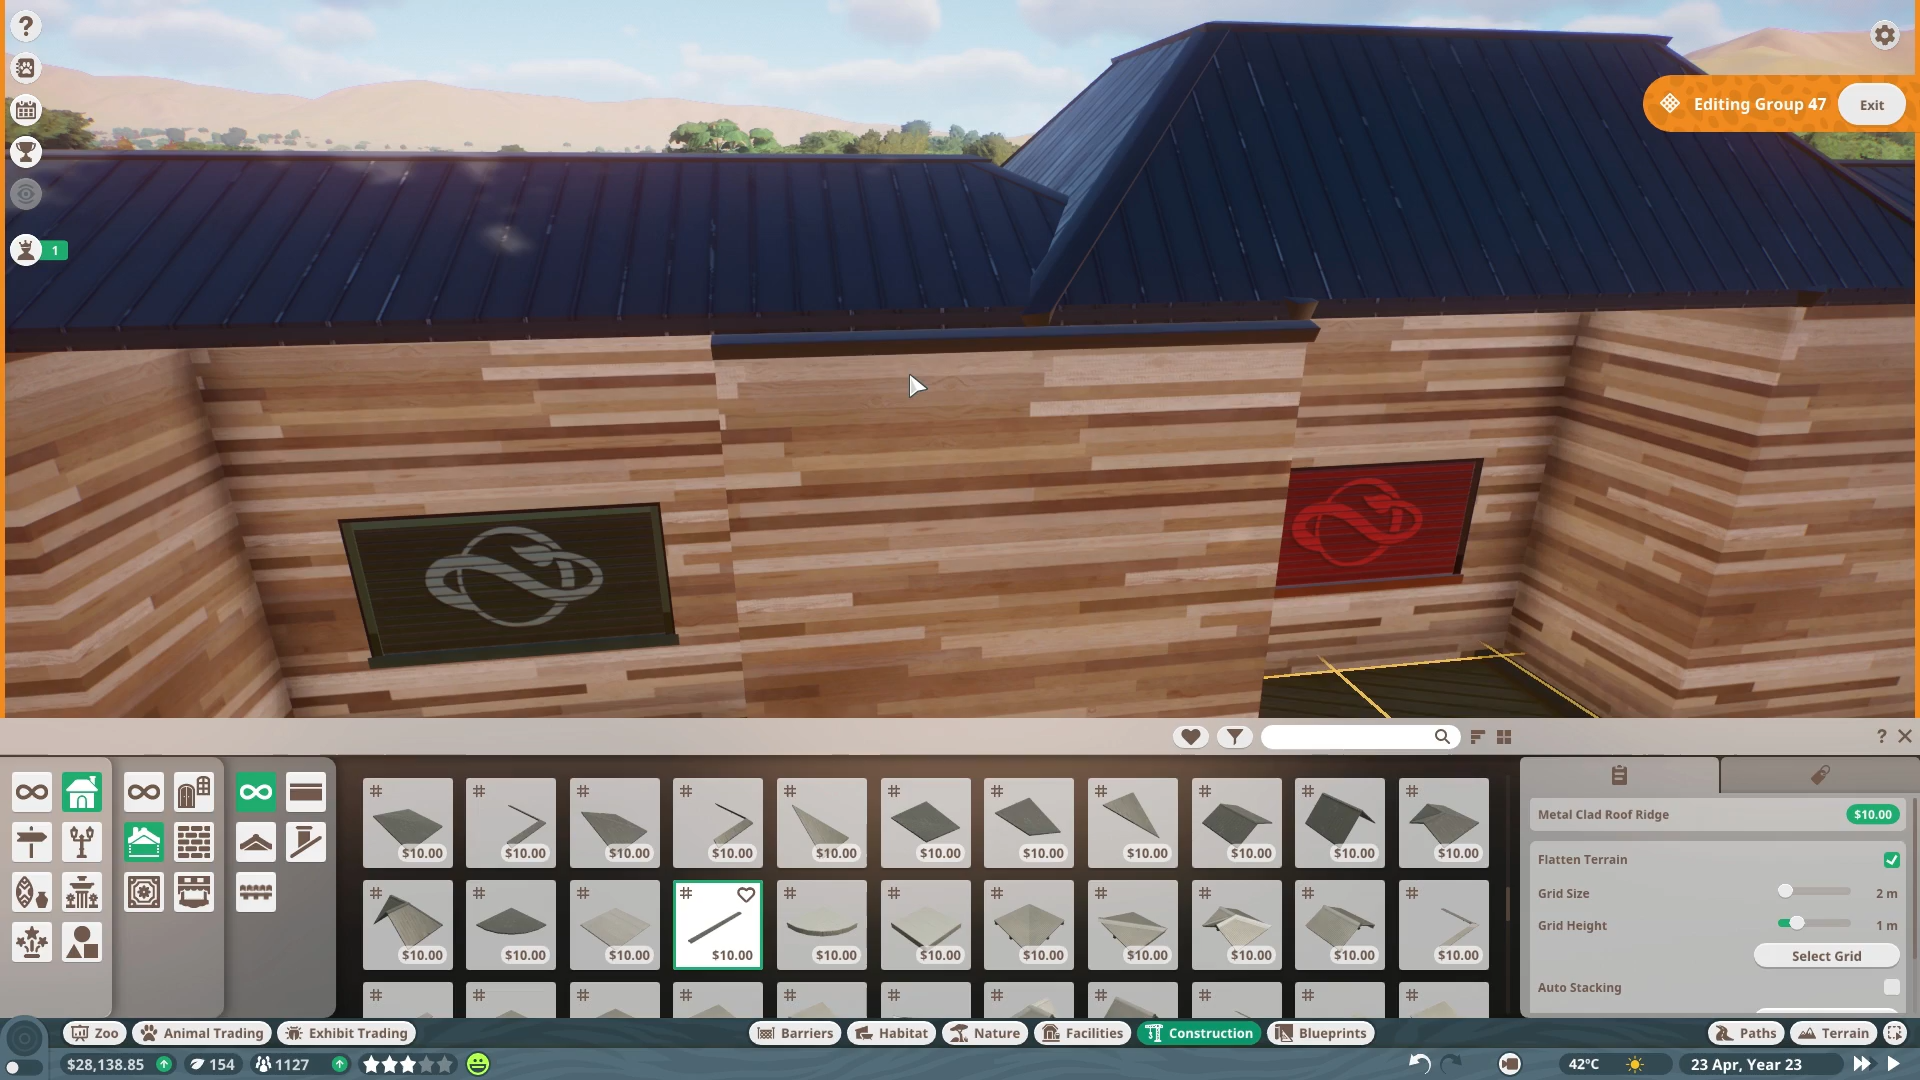 ?
Editing Group 47 Exit
1
? 
$10.00 $10.00 $10.00 $10.00 $10.00 $10.00 $10.00 $10.00 $10.00 $10.00 $10.00
$10.00 $10.00 $10.00 $10.00 $10.00 $10.00 $10.00 $10.00 $10.00 $10.00 $10.00
Metal Clad Roof Ridge $10.00
Flatten Terrain
Grid Size 2 m
Grid Height 1 m
Select Grid
Auto Stacking
Zoo Animal Trading Exhibit Trading Barriers Habitat Nature Facilities Construction Blueprints Paths Terrain
$28,138.85 154 1127 42°C 23 Apr, Year 23